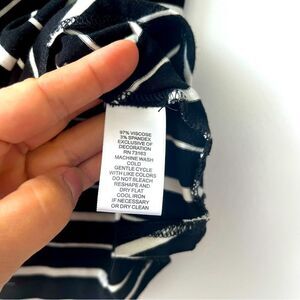 97% VISCOSE
3% SPANDEX
EXCLUSIVE OF
DECORATION
RN 73163
MACHINE WASH
COLD
GENTLE CYCLE
WITH LIKE COLORS
DO NOT BLEACH
RESHAPE AND
DRY FLAT
COOL IRON
IF NECESSARY
OR DRY CLEAN